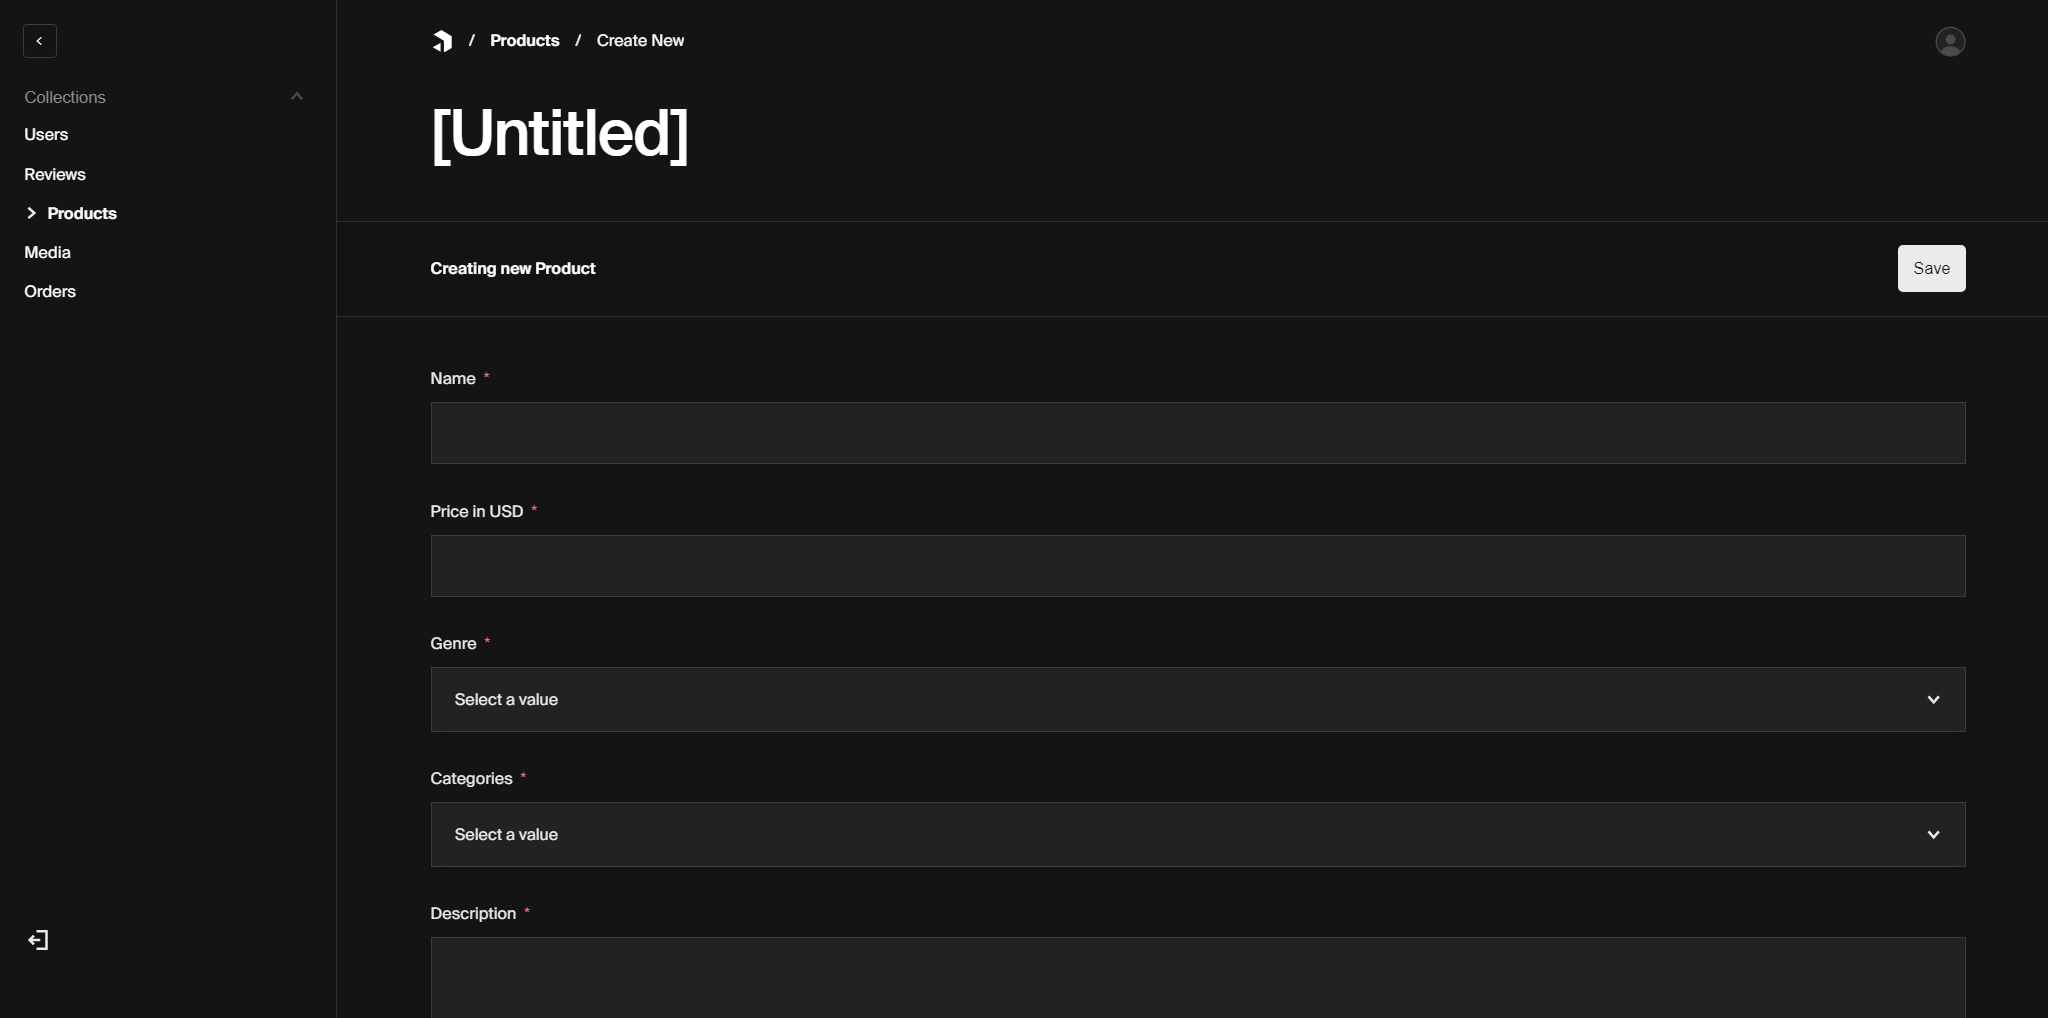 / Products / Create New
Collections
Users
Reviews
Products
Media
Orders
[Untitled]
Creating new Product
Save
Name *
Price in USD *
Genre *
Select a value
Categories *
Select a value
Description *